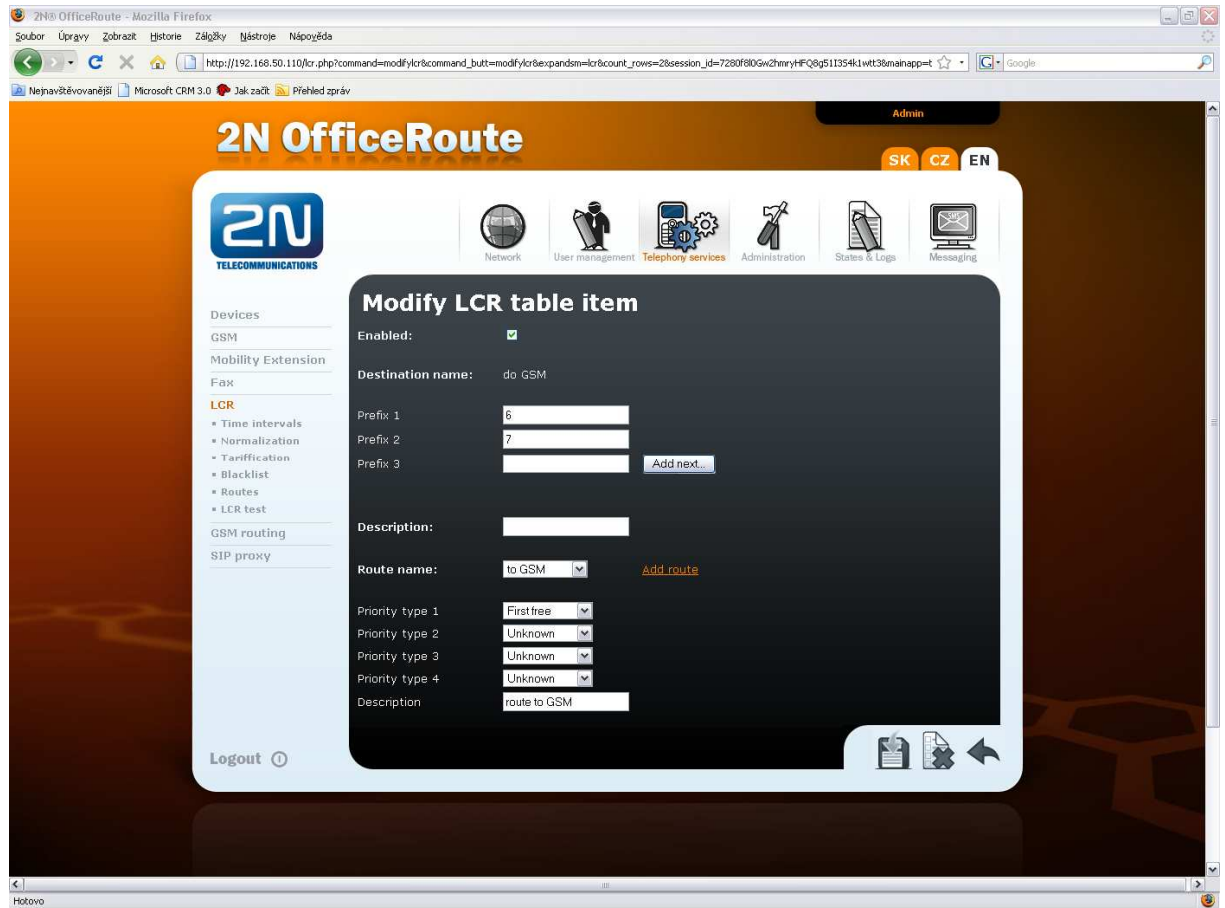 2N® OfficeRoute - Mozilla Firefox
Soubor Úpravy Zobrazit Historie Záložky Nástroje Nápověda
http://192.168.50.110/lcr.php?command=modifylcr&command_butt=modifylcr&expandsm=lcr&count_rows=2&session_id=7280f8l0Gw2hmryHFQ8g51I354k1wtt3&mainapp=t
Google
Nejnavštěvovanější Microsoft CRM 3.0 Jak začít Přehled zpráv
Admin
2N OfficeRoute
SK CZ EN
2N
TELECOMMUNICATIONS
Network User management Telephony services Administration States & Logs Messaging
SMS
Devices
GSM
Mobility Extension
Fax
LCR
Time intervals
Normalization
Tariffication
Blacklist
Routes
LCR test
GSM routing
SIP proxy
Logout
Modify LCR table item
Enabled:
Destination name: do GSM
Prefix 1 6
Prefix 2 7
Prefix 3 Add next...
Description:
Route name: to GSM Add route
Priority type 1 First free
Priority type 2 Unknown
Priority type 3 Unknown
Priority type 4 Unknown
Description route to GSM
Hotovo